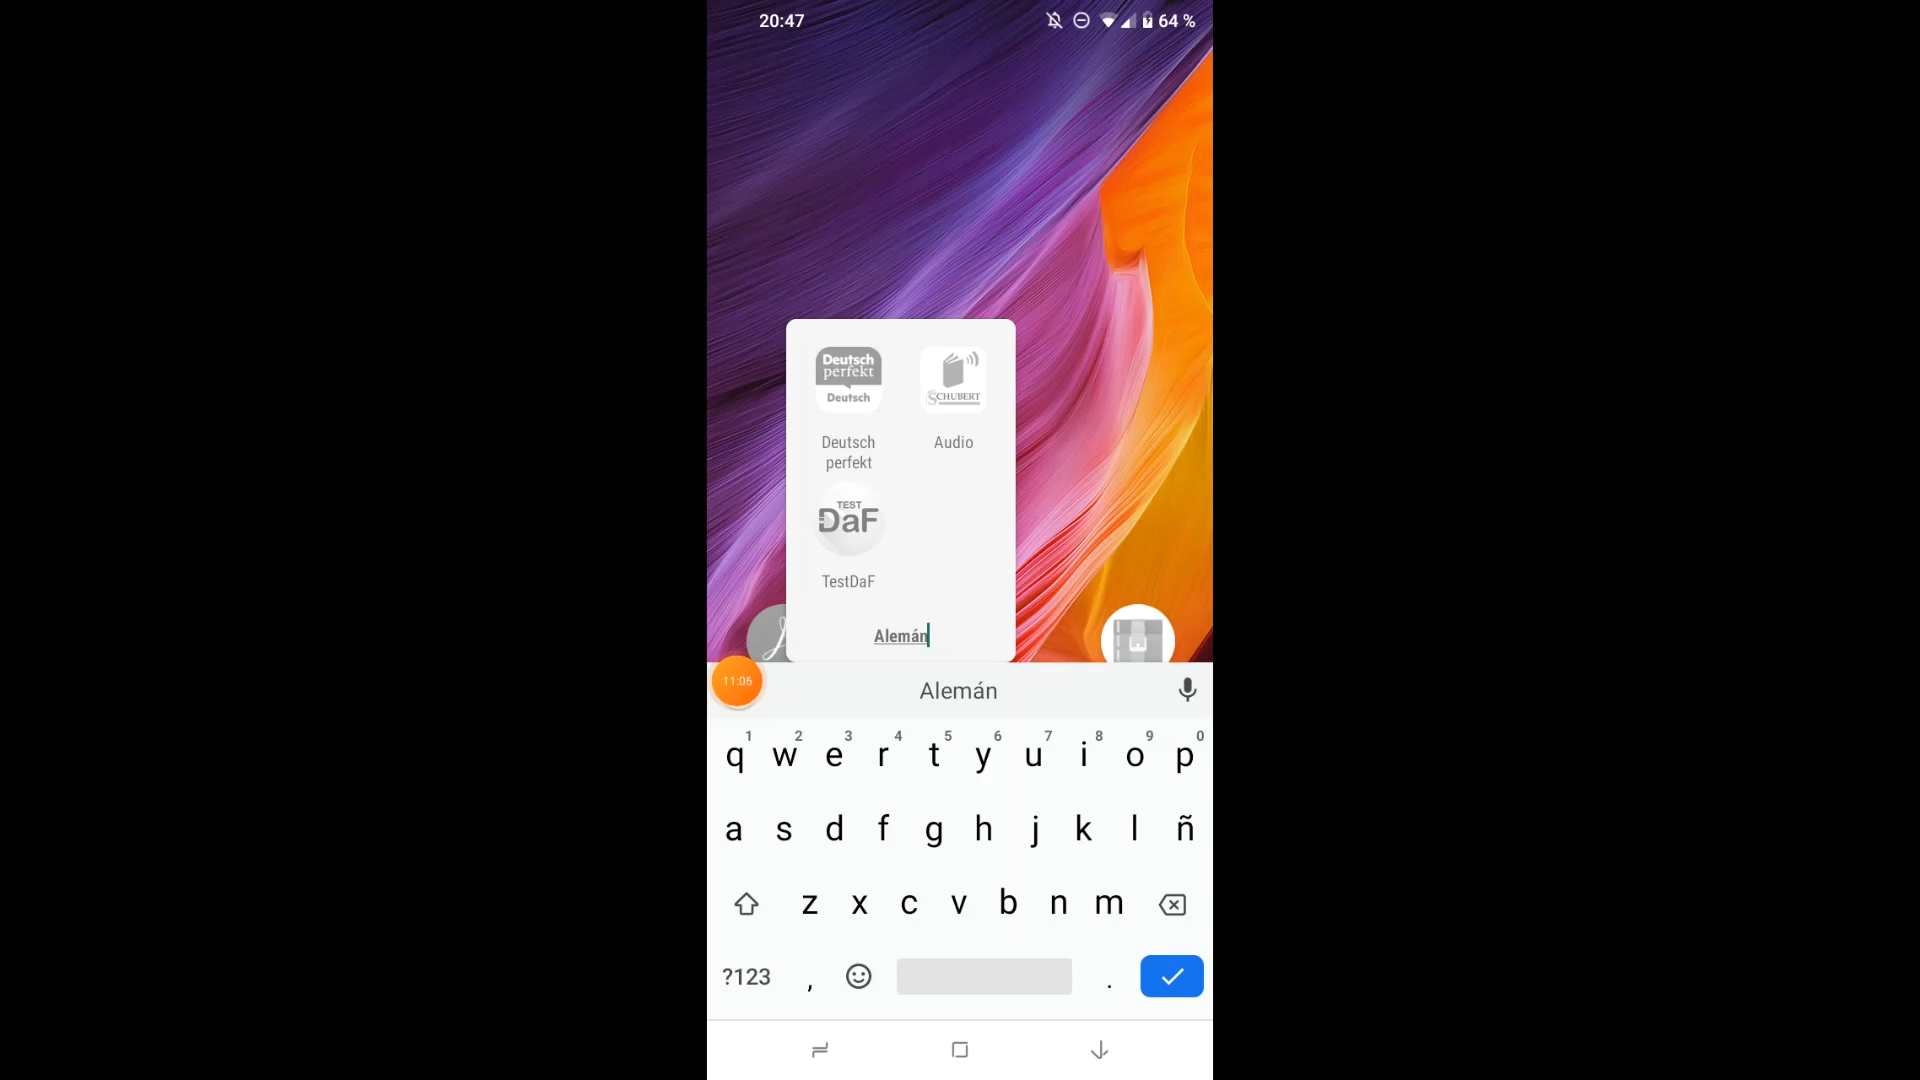 20:47
64 %
Deutsch
perfekt
Deutsch
SCHUBERT
Deutsch
perfekt
Audio
TEST
DaF
TestDaF
Alemán
11:06
Alemán
1 2 3 4 5 6 7 8 9 0
q w e r t y u i o p
a s d f g h j k l ñ
z x c v b n m
?123 , .